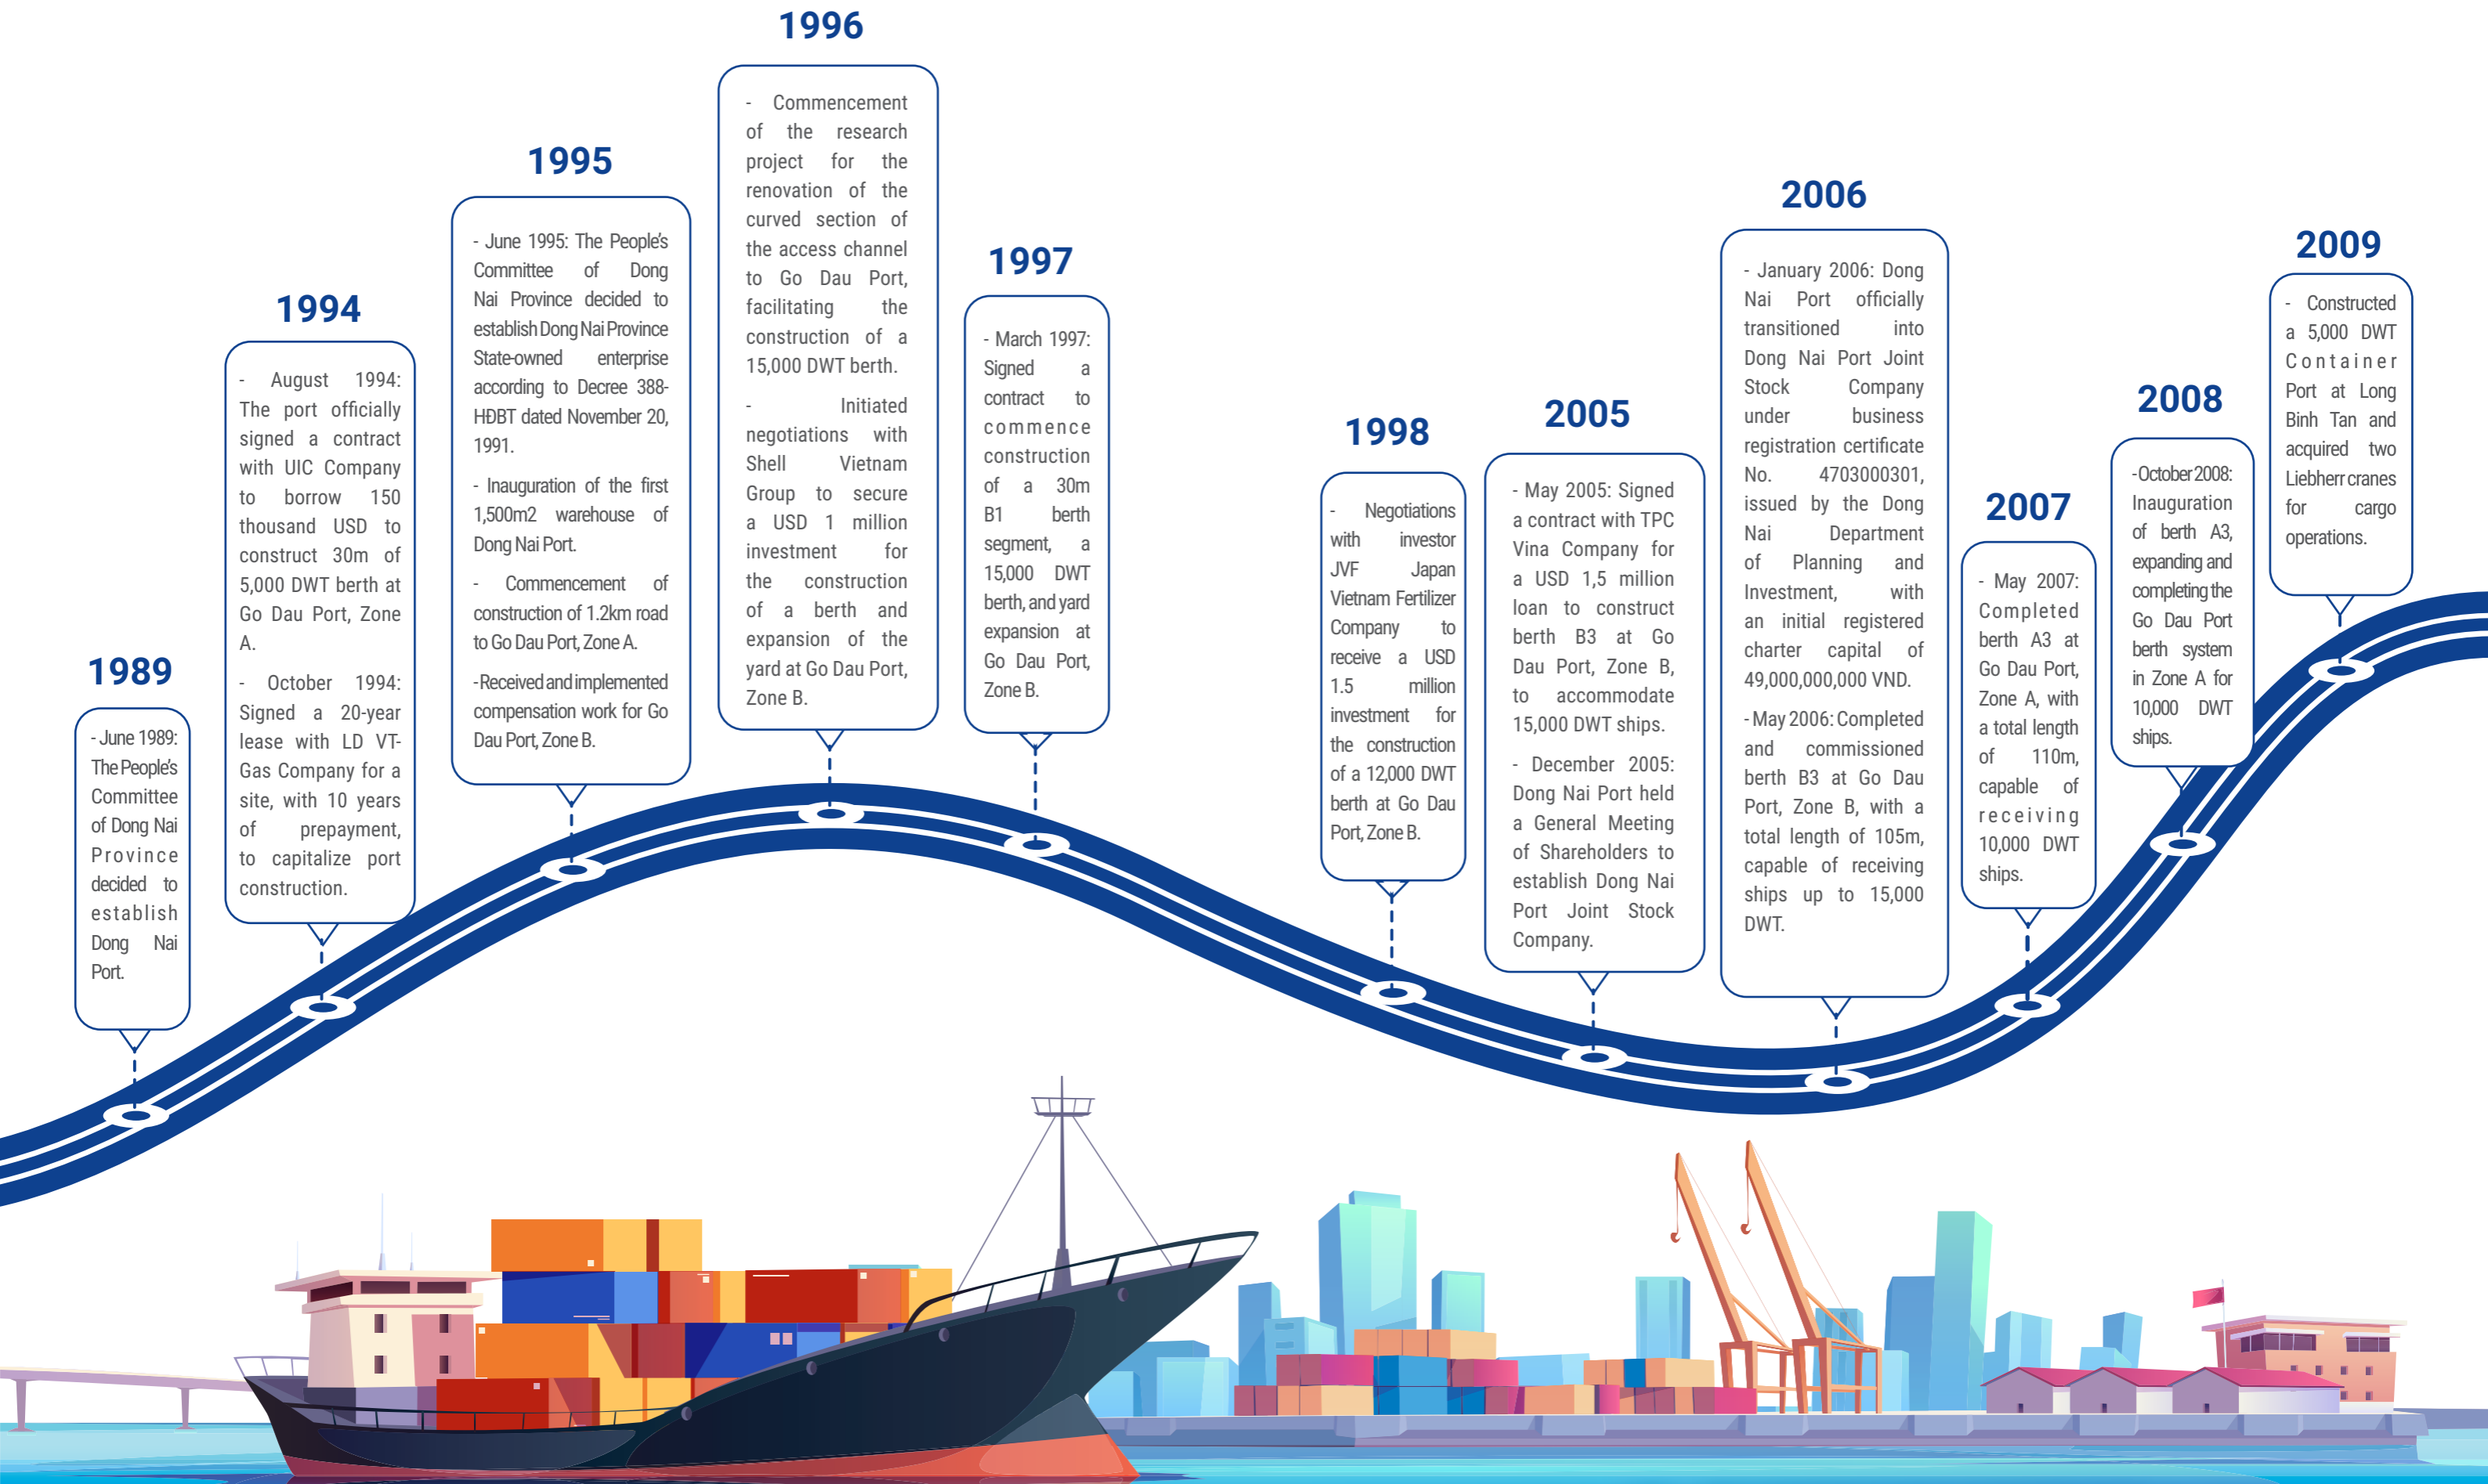 1989
- June 1989:
The People's
Committee
of Dong Nai
Province
decided to
establish
Dong Nai
Port.
1994
- August 1994:
The port officially
signed a contract
with UIC Company
to borrow 150
thousand USD to
construct 30m of
5,000 DWT berth at
Go Dau Port, Zone
A.
- October 1994:
Signed a 20-year
lease with LD VT-
Gas Company for a
site, with 10 years
of prepayment,
to capitalize port
construction.
1995
- June 1995: The People's
Committee of Dong
Nai Province decided to
establish Dong Nai Province
State-owned enterprise
according to Decree 388-
HĐBT dated November 20,
1991.
- Inauguration of the first
1,500m2 warehouse of
Dong Nai Port.
- Commencement of
construction of 1.2km road
to Go Dau Port, Zone A.
- Received and implemented
compensation work for Go
Dau Port, Zone B.
1996
- Commencement
of the research
project for the
renovation of the
curved section of
the access channel
to Go Dau Port,
facilitating the
construction of a
15,000 DWT berth.
- Initiated
negotiations with
Shell Vietnam
Group to secure
a USD 1 million
investment for
the construction
of a berth and
expansion of the
yard at Go Dau Port,
Zone B.
1997
- March 1997:
Signed a
contract to
commence
construction
of a 30m
B1 berth
segment, a
15,000 DWT
berth, and yard
expansion at
Go Dau Port,
Zone B.
1998
- Negotiations
with investor
JVF Japan
Vietnam Fertilizer
Company to
receive a USD
1.5 million
investment for
the construction
of a 12,000 DWT
berth at Go Dau
Port, Zone B.
2005
- May 2005: Signed
a contract with TPC
Vina Company for
a USD 1,5 million
loan to construct
berth B3 at Go
Dau Port, Zone B,
to accommodate
15,000 DWT ships.
- December 2005:
Dong Nai Port held
a General Meeting
of Shareholders to
establish Dong Nai
Port Joint Stock
Company.
2006
- January 2006: Dong
Nai Port officially
transitioned into
Dong Nai Port Joint
Stock Company
under business
registration certificate
No. 4703000301,
issued by the Dong
Nai Department
of Planning and
Investment, with
an initial registered
charter capital of
49,000,000,000 VND.
- May 2006: Completed
and commissioned
berth B3 at Go Dau
Port, Zone B, with a
total length of 105m,
capable of receiving
ships up to 15,000
DWT.
2007
- May 2007:
Completed
berth A3 at
Go Dau Port,
Zone A, with
a total length
of 110m,
capable of
receiving
10,000 DWT
ships.
2008
- October 2008:
Inauguration
of berth A3,
expanding and
completing the
Go Dau Port
berth system
in Zone A for
10,000 DWT
ships.
2009
- Constructed
a 5,000 DWT
Container
Port at Long
Binh Tan and
acquired two
Liebherr cranes
for cargo
operations.